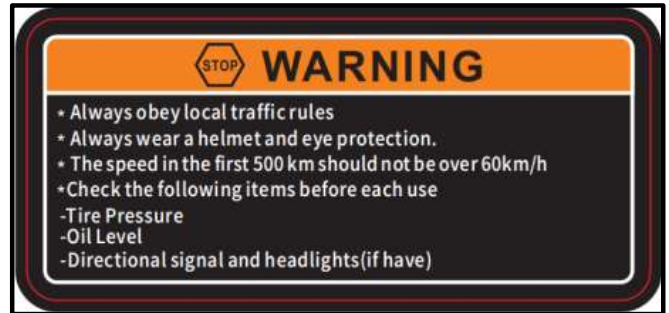 STOP WARNING
* Always obey local traffic rules
* Always wear a helmet and eye protection.
* The speed in the first 500 km should not be over 60km/h
*Check the following items before each use
-Tire Pressure
-Oil Level
-Directional signal and headlights(if have)